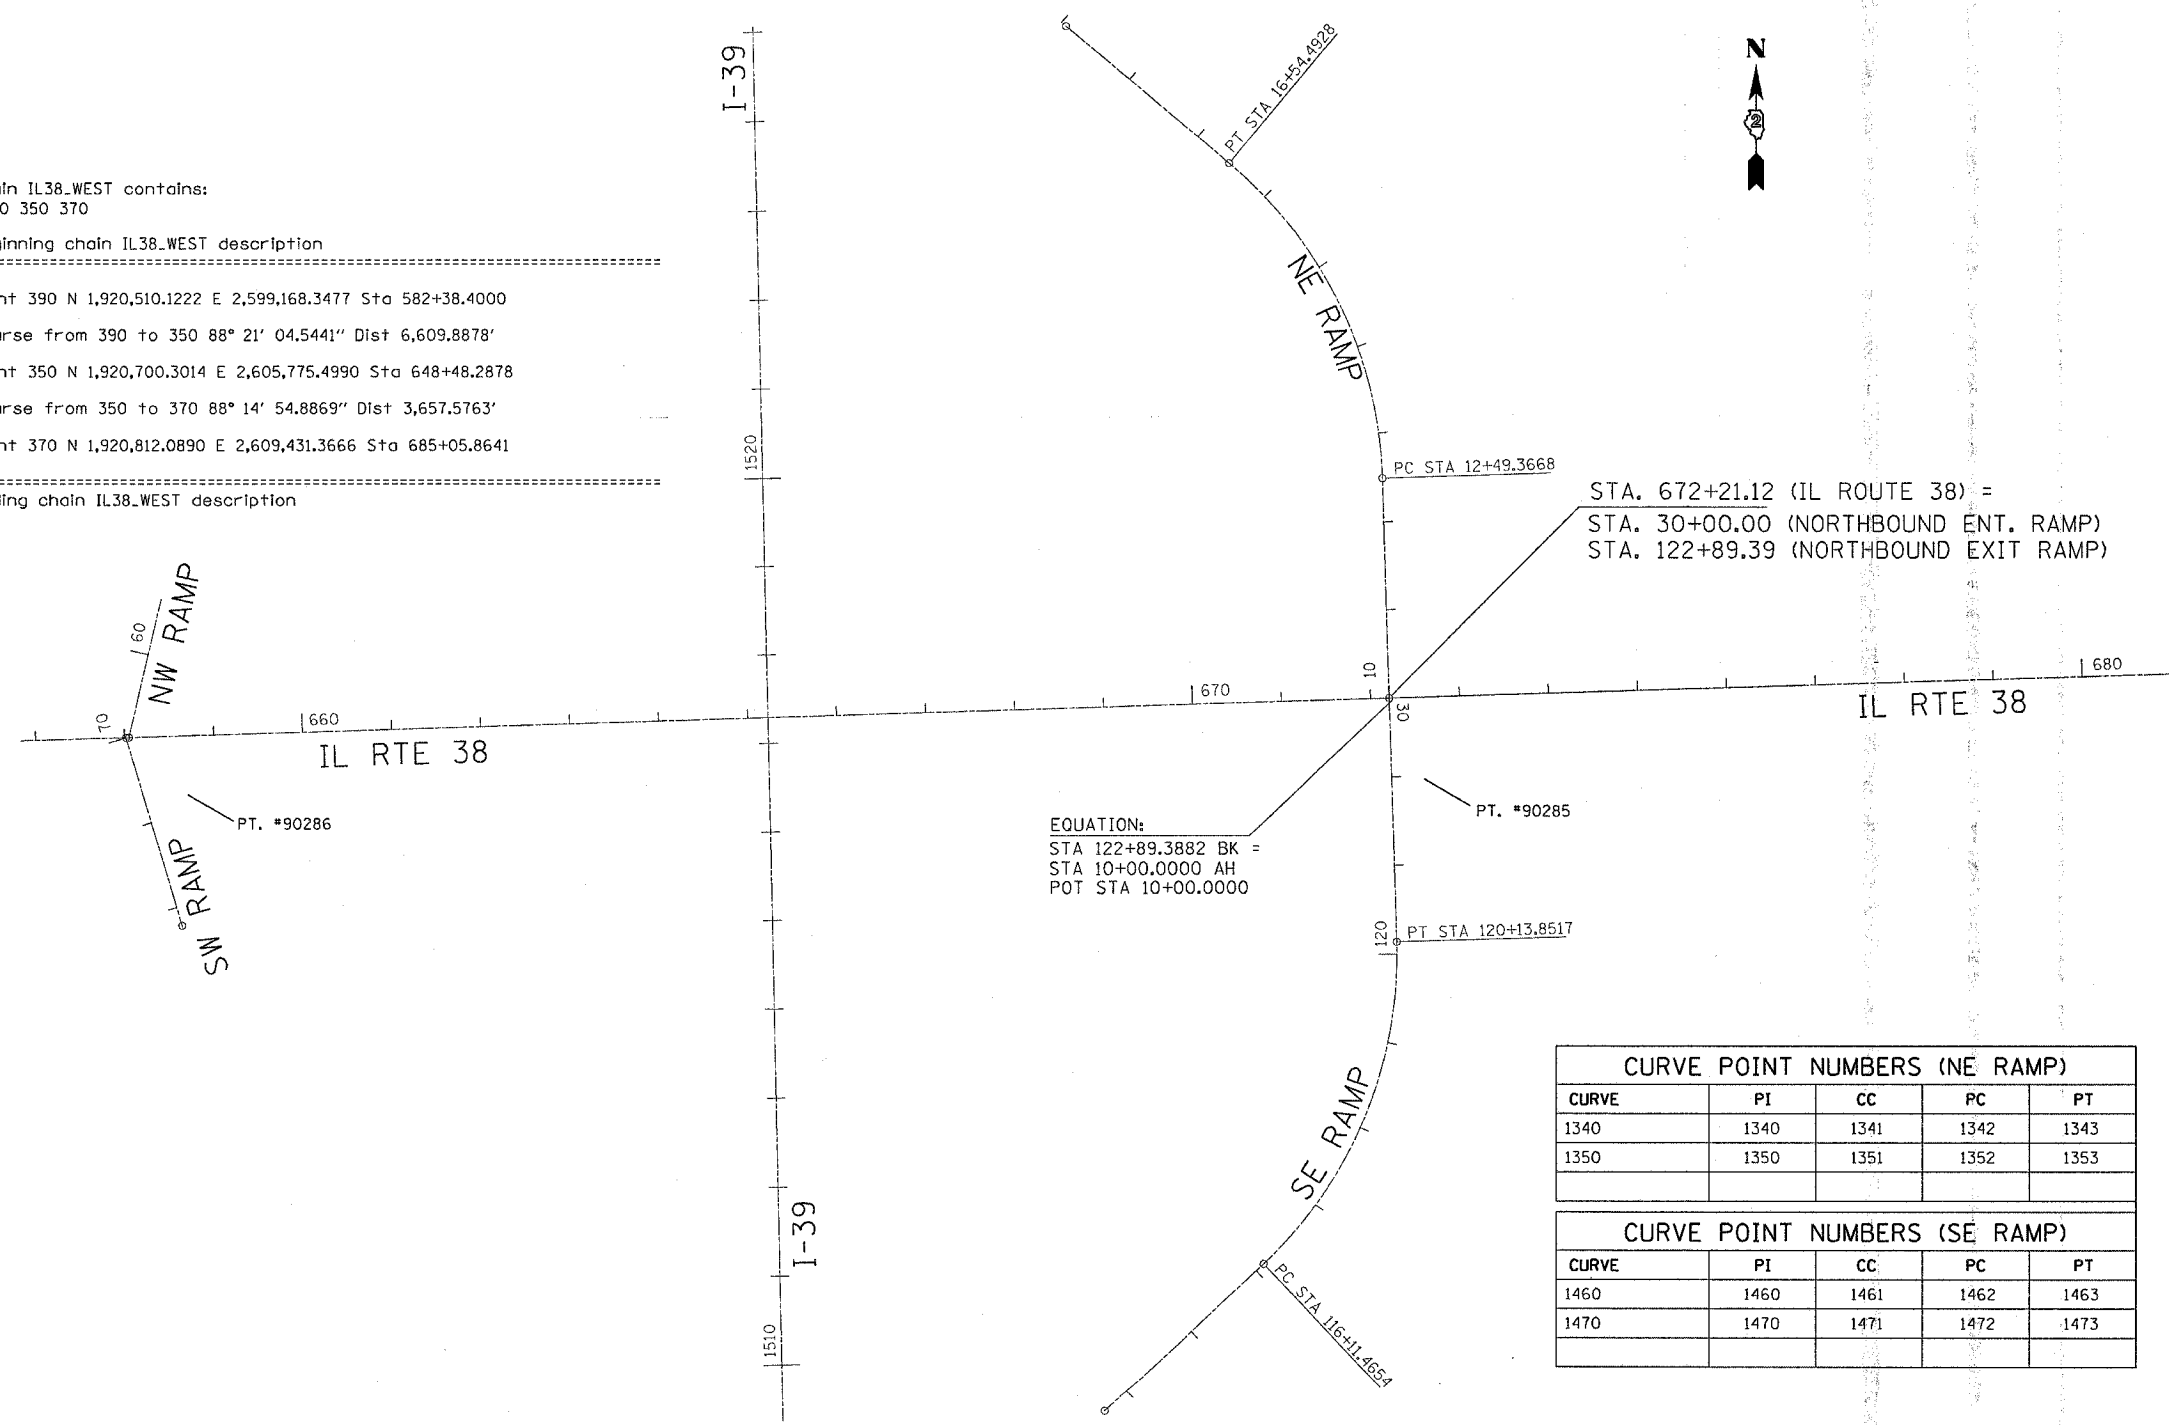 in IL38_WEST contains:
0 350 370
ginning chain IL38_WEST description
nt 390 N 1,920,510.1222 E 2,599,168.3477 Sta 582+38.4000
urse from 390 to 350 88° 21' 04.5441" Dist 6,609.8878'
nt 350 N 1,920,700.3014 E 2,605,775.4990 Sta 648+48.2878
urse from 350 to 370 88° 14' 54.8869" Dist 3,657.5763'
nt 370 N 1,920,812.0890 E 2,609,431.3666 Sta 685+05.8641
ing chain IL38_WEST description
I-39
1520
PT STA 16+54.4928
N
2
NE RAMP
PC STA 12+49.3668
STA. 672+21.12 (IL ROUTE 38) =
STA. 30+00.00 (NORTHBOUND ENT. RAMP)
STA. 122+89.39 (NORTHBOUND EXIT RAMP)
60
NW RAMP
70
660
IL RTE 38
670
10
30
680
IL RTE 38
PT. #90286
SW RAMP
EQUATION:
STA 122+89.3882 BK =
STA 10+00.0000 AH
POT STA 10+00.0000
PT. #90285
120
PT STA 120+13.8517
SE RAMP
PC STA 116+11.4654
I-39
1510
CURVE POINT NUMBERS (NE RAMP)
CURVE PI CC PC PT
1340 1340 1341 1342 1343
1350 1350 1351 1352 1353
CURVE POINT NUMBERS (SE RAMP)
CURVE PI CC PC PT
1460 1460 1461 1462 1463
1470 1470 1471 1472 1473